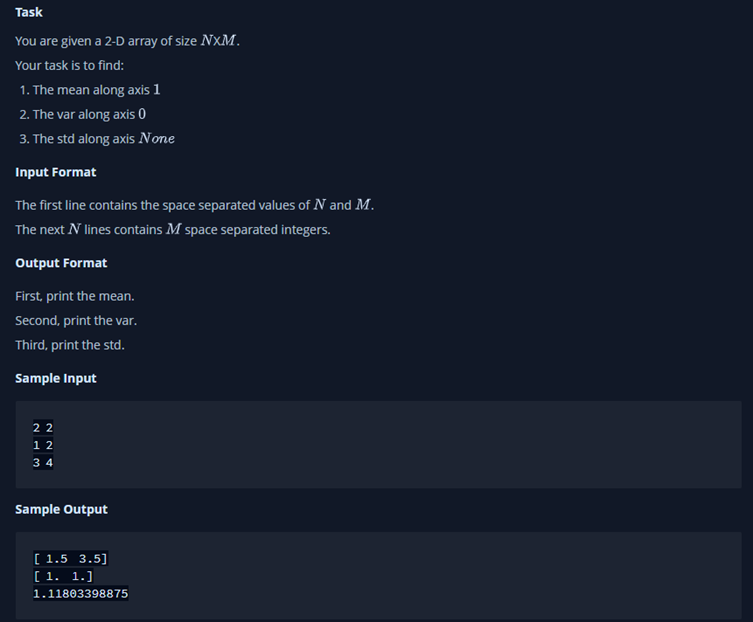 Task
You are given a 2-D array of size NXM.
Your task is to find:
1. The mean along axis 1
2. The var along axis 0
3. The std along axis None
Input Format
The first line contains the space separated values of N and M.
The next N lines contains M space separated integers.
Output Format
First, print the mean.
Second, print the var.
Third, print the std.
Sample Input
2 2
1 2
3 4
Sample Output
[ 1.5  3.5]
[ 1.  1.]
1.11803398875